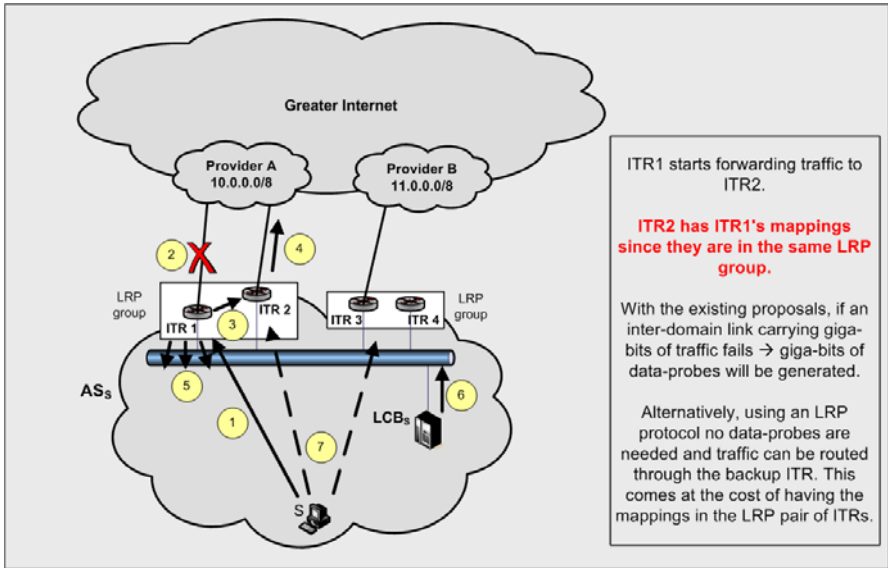 Greater Internet
Provider A
10.0.0.0/8
Provider B
11.0.0.0/8
2
4
LRP
group
ITR 1
ITR 2
3
ITR 3
ITR 4
LRP
group
5
ASS
1
7
LCBS
6
S
ITR1 starts forwarding traffic to
ITR2.
ITR2 has ITR1's mappings
since they are in the same LRP
group.
With the existing proposals, if an
inter-domain link carrying giga-
bits of traffic fails → giga-bits of
data-probes will be generated.
Alternatively, using an LRP
protocol no data-probes are
needed and traffic can be routed
through the backup ITR. This
comes at the cost of having the
mappings in the LRP pair of ITRs.